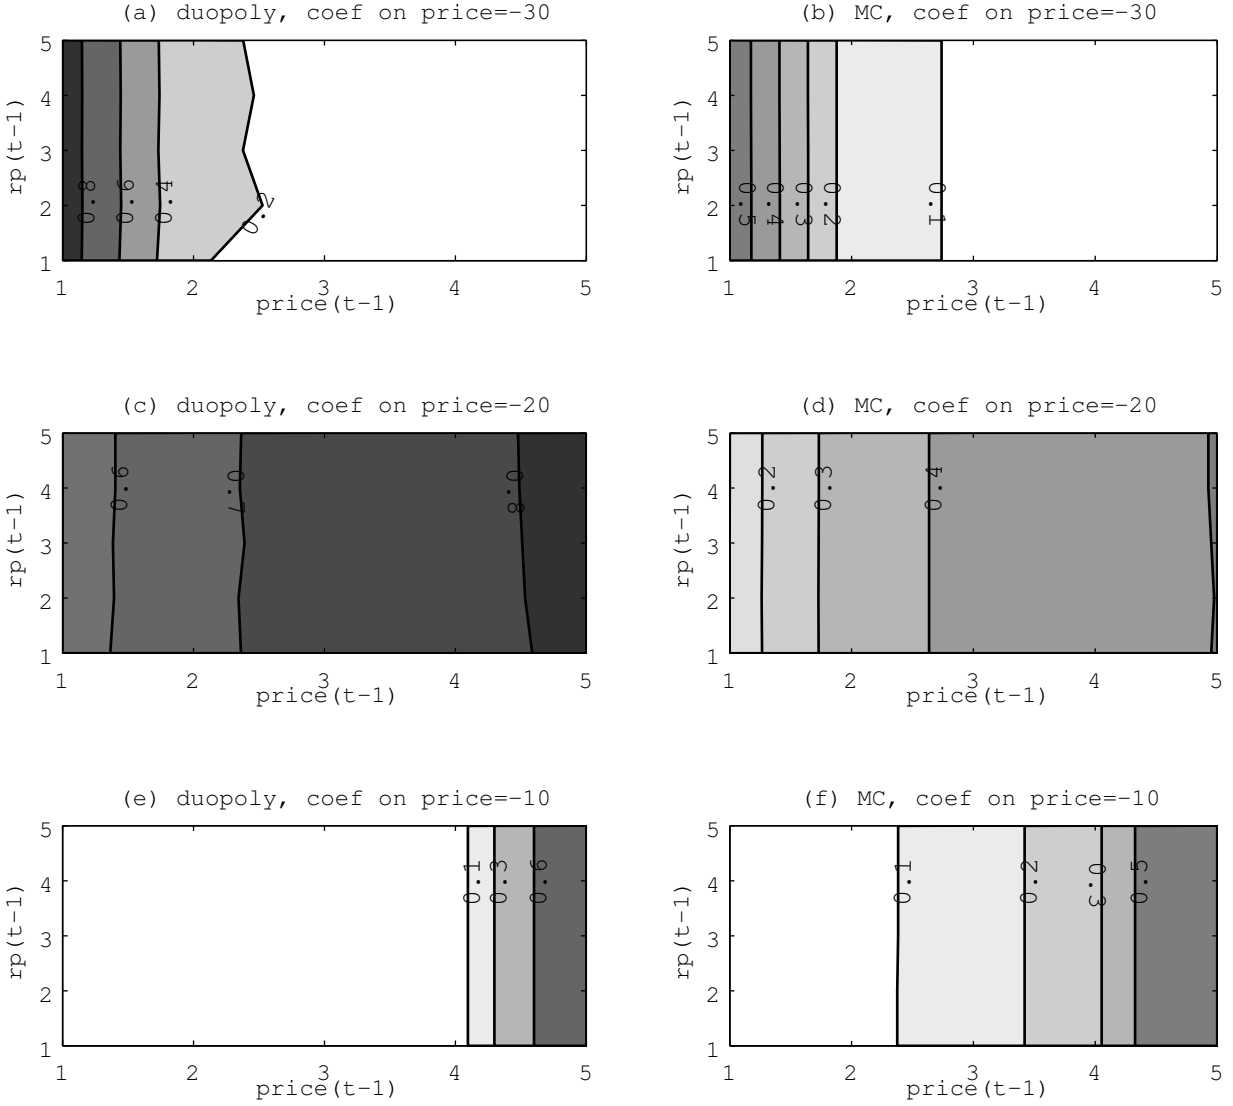 (a) duopoly, coef on price=-30
5
4
3
2
1
rp(t-1)
0.8
0.6
0.4
0.2
1 2 3 4 5
price(t-1)
(b) MC, coef on price=-30
5
4
3
2
1
rp(t-1)
0.5
0.4
0.3
0.2
0.1
1 2 3 4 5
price(t-1)
(c) duopoly, coef on price=-20
5
4
3
2
1
rp(t-1)
0.6
0.7
0.8
1 2 3 4 5
price(t-1)
(d) MC, coef on price=-20
5
4
3
2
1
rp(t-1)
0.2
0.3
0.4
1 2 3 4 5
price(t-1)
(e) duopoly, coef on price=-10
5
4
3
2
1
rp(t-1)
0.1
0.3
0.6
1 2 3 4 5
price(t-1)
(f) MC, coef on price=-10
5
4
3
2
1
rp(t-1)
0.1
0.2
0.3
0.5
1 2 3 4 5
price(t-1)